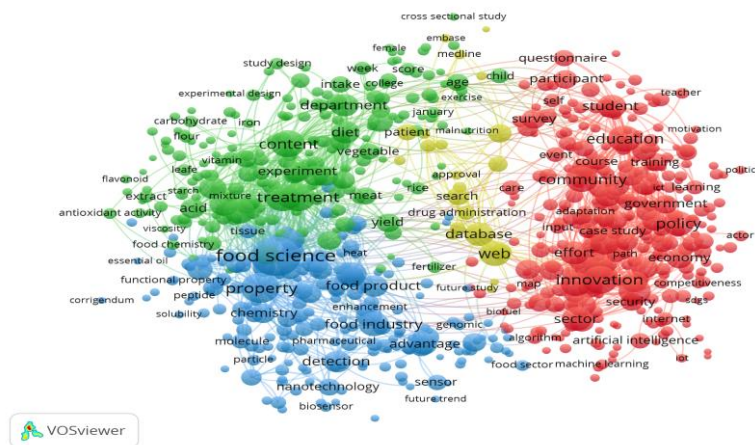 cross sectional study
female
embase
medline
study design
week
score
questionnaire
intake
college
age
child
participant
teacher
experimental design
department
exercise
self
student
carbohydrate
iron
january
survey
motivation
flour
content
diet
patient
malnutrition
education
vitamin
vegetable
event
course
training
leafe
experiment
approval
community
politic
flavonoid
starch
mixture
treatment
meat
rice
search
care
ict
learning
extract
acid
drug administration
adaptation
government
antioxidant activity
yield
input
case study
policy
viscosity
tissue
database
actor
food chemistry
food science
heat
web
effort
path
economy
essential oil
fertilizer
functional property
property
food product
future study
map
innovation
competitiveness
corrigendum
peptide
enhancement
security
sdgs
solubility
chemistry
food industry
genomic
biofuel
sector
internet
molecule
pharmaceutical
advantage
algorithm
artificial intelligence
particle
detection
food sector
machine learning
iot
nanotechnology
sensor
biosensor
future trend
VOSviewer